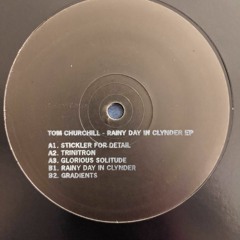 TOM CHURCHILL - RAINY DAY IN CLYNDER EP
A1. STICKLER FOR DETAIL
A2. TRINITRON
A3. GLORIOUS SOLITUDE
B1. RAINY DAY IN CLYNDER
B2. GRADIENTS